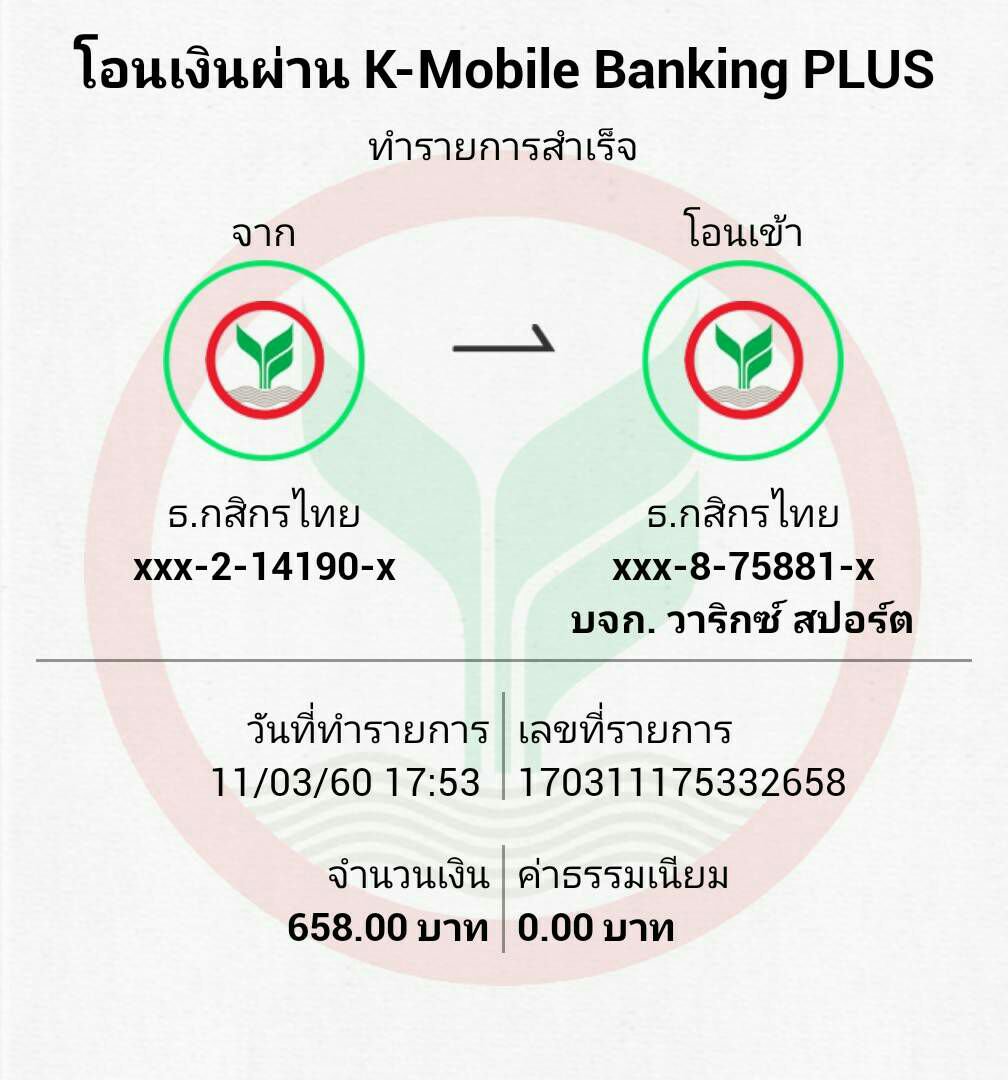 โอนเงินผ่าน K-Mobile Banking PLUS
ทำรายการสำเร็จ
จาก
โอนเข้า
ธ.กสิกรไทย
xxx-2-14190-x
ธ.กสิกรไทย
xxx-8-75881-x
บจก. วาริกซ์ สปอร์ต
วันที่ทำรายการ
11/03/60 17:53
เลขที่รายการ
170311175332658
จำนวนเงิน
658.00 บาท
ค่าธรรมเนียม
0.00 บาท